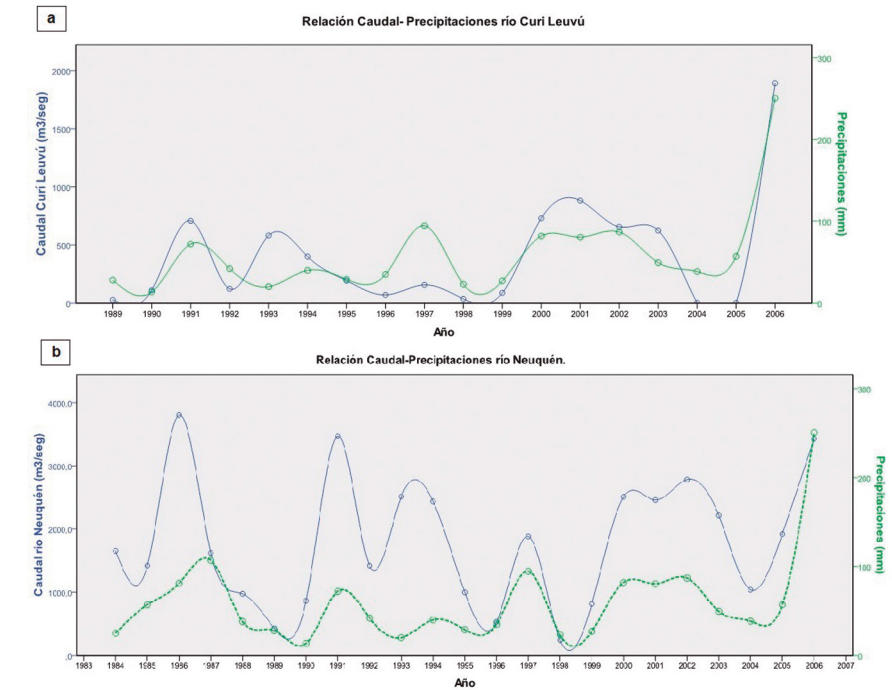 a
Relación Caudal- Precipitaciones río Curi Leuvú
Caudal Curi Leuvú (m3/seg)
2000
1500
1000
500
0
300
200
100
0
Precipitaciones (mm)
1989 1990 1991 1992 1993 1994 1995 1996 1997 1998 1999 2000 2001 2002 2003 2004 2005 2006
Año
b
Relación Caudal-Precipitaciones río Neuquén.
Caudal río Neuquén (m3/seg)
4000,0
3000,0
2000,0
1000,0
,0
300
200
100
0
Precipitaciones (mm)
1983 1984 1985 1986 1987 1988 1989 1990 1991 1992 1993 1994 1995 1996 1997 1998 1999 2000 2001 2002 2003 2004 2005 2006 2007
Año